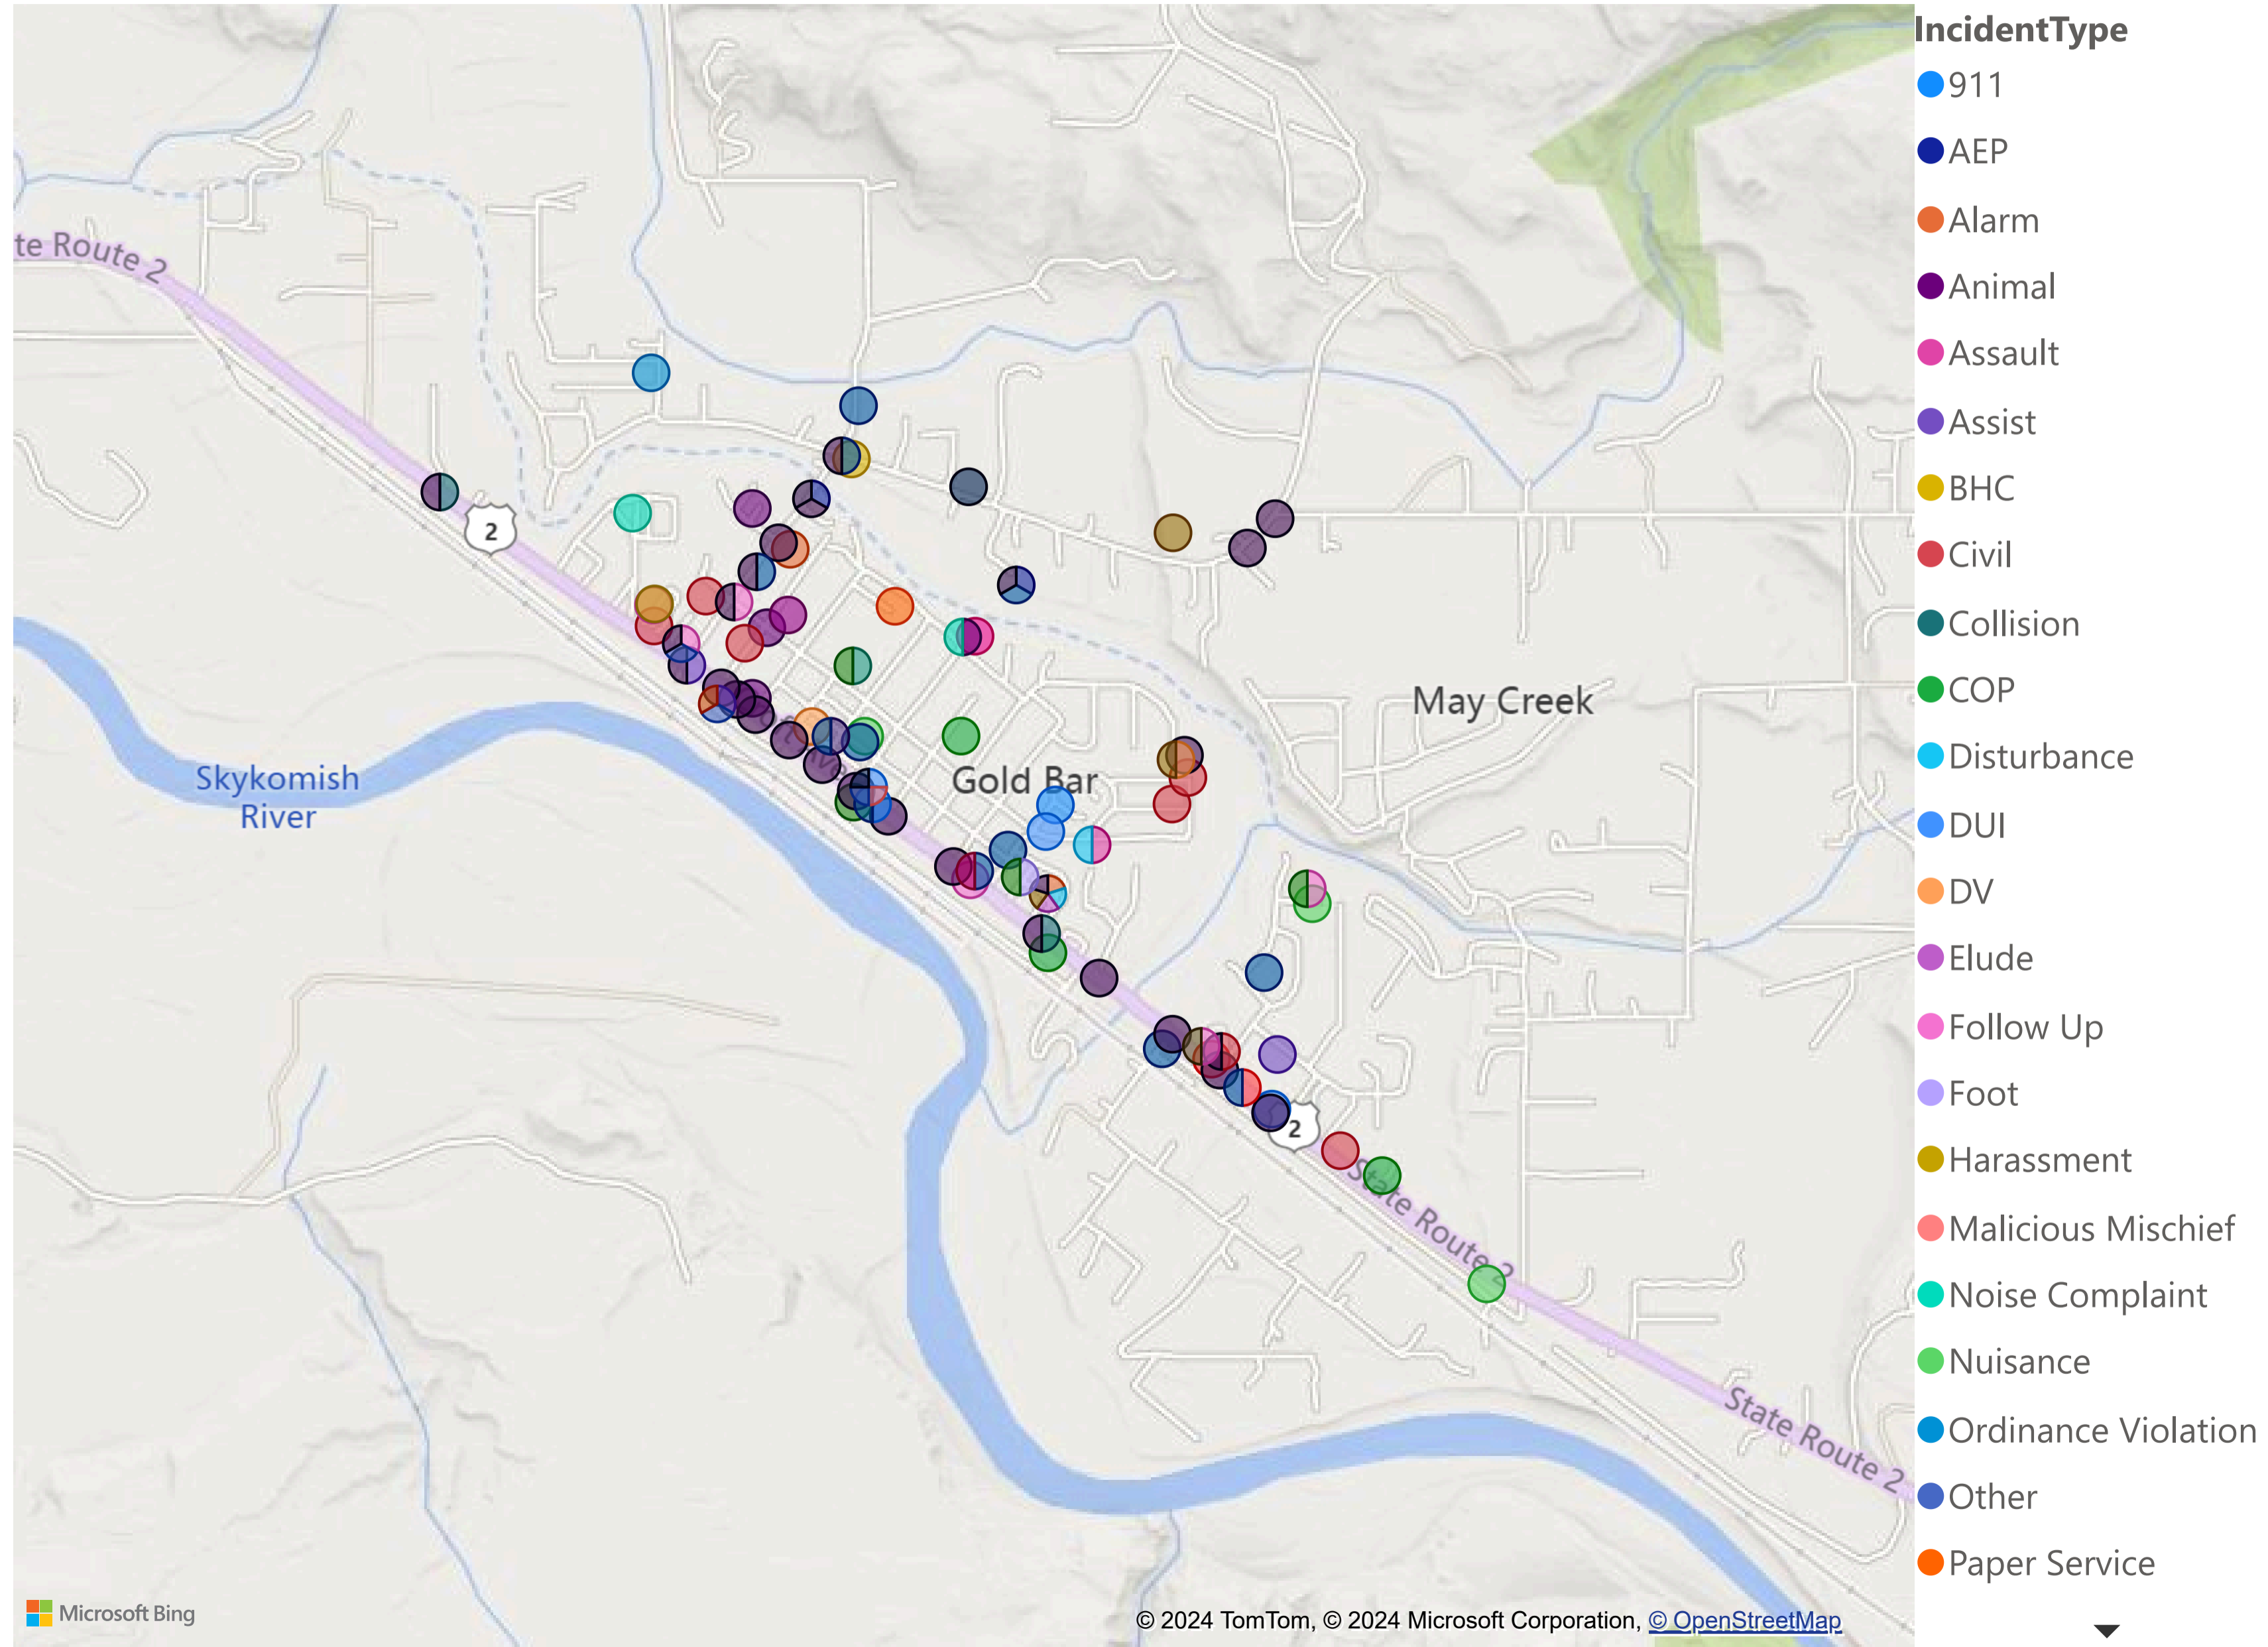 te Route 2
2
Skykomish
River
Gold Bar
May Creek
2
State Route 2
State Route 2
Microsoft Bing
© 2024 TomTom, © 2024 Microsoft Corporation, © OpenStreetMap
IncidentType
911
AEP
Alarm
Animal
Assault
Assist
BHC
Civil
Collision
COP
Disturbance
DUI
DV
Elude
Follow Up
Foot
Harassment
Malicious Mischief
Noise Complaint
Nuisance
Ordinance Violation
Other
Paper Service